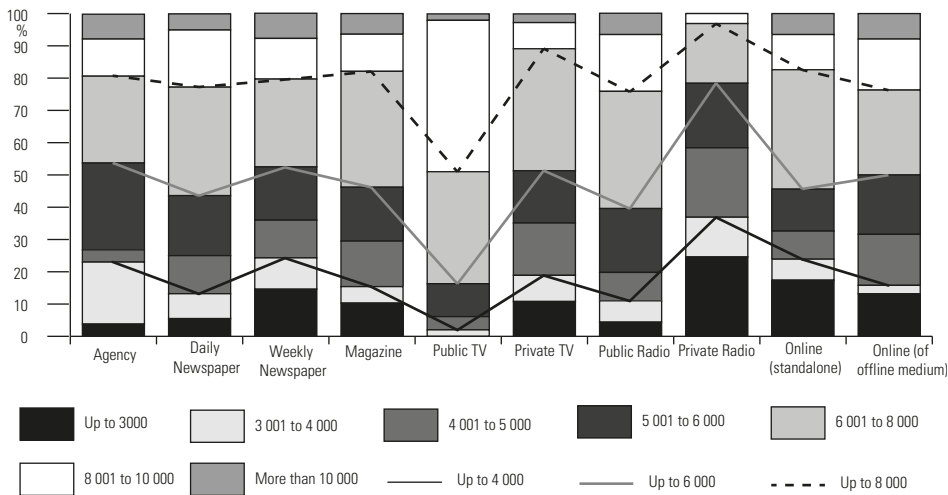 100
%
90
80
70
60
50
40
30
20
10
0
Agency
Daily
Newspaper
Weekly
Newspaper
Magazine
Public TV
Private TV
Public Radio
Private Radio
Online
(standalone)
Online (of
offline medium)
Up to 3000
3 001 to 4 000
4 001 to 5 000
5 001 to 6 000
6 001 to 8 000
8 001 to 10 000
More than 10 000
Up to 4 000
Up to 6 000
Up to 8 000